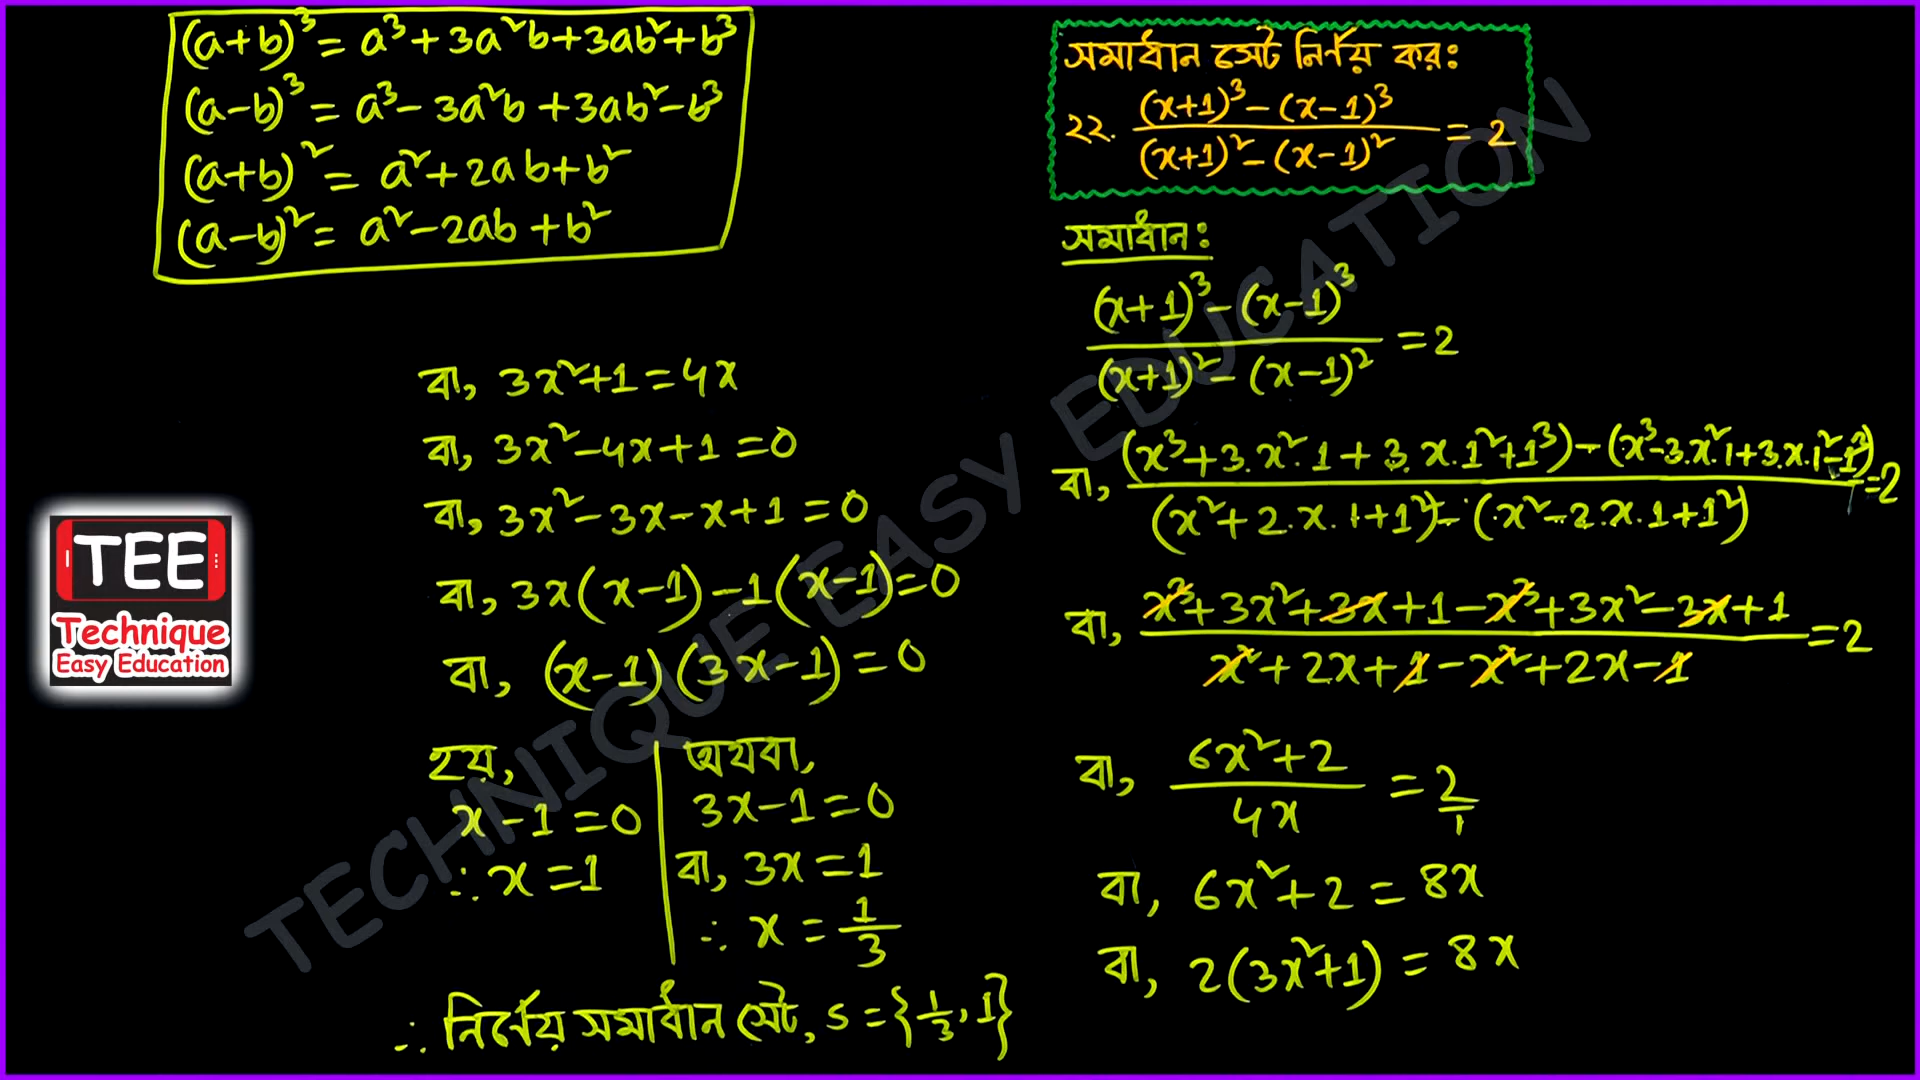 (a+b)³ = a³+3a²b+3ab²+b³
(a-b)³ = a³-3a²b+3ab²-b³
(a+b)² = a²+2ab+b²
(a-b)² = a²-2ab+b²
সমাধান সেট নির্ণয় কর:
২২. ((x+1)³-(x-1)³)/((x+1)²-(x-1)²) = 2
সমাধান:
((x+1)³-(x-1)³)/((x+1)²-(x-1)²) = 2
বা, ((x³+3.x².1+3.x.1²+1³)-(x³-3.x².1+3.x.1²-1³))/((x²+2.x.1+1²)-(x²-2.x.1+1²)) = 2
বা, (x³+3x²+3x+1-x³+3x²-3x+1)/(x²+2x+1-x²+2x-1) = 2
বা, (6x²+2)/(4x) = 2/1
বা, 6x²+2 = 8x
বা, 2(3x²+1) = 8x
বা, 3x²+1 = 4x
বা, 3x²-4x+1 = 0
বা, 3x²-3x-x+1 = 0
বা, 3x(x-1)-1(x-1) = 0
বা, (x-1)(3x-1) = 0
হয়,
x-1 = 0
∴ x = 1
অথবা,
3x-1 = 0
বা, 3x = 1
∴ x = 1/3
∴ নির্ণেয় সমাধান সেট, S = {1/3, 1}
TEE
Technique
Easy Education
TECHNIQUE EASY EDUCATION